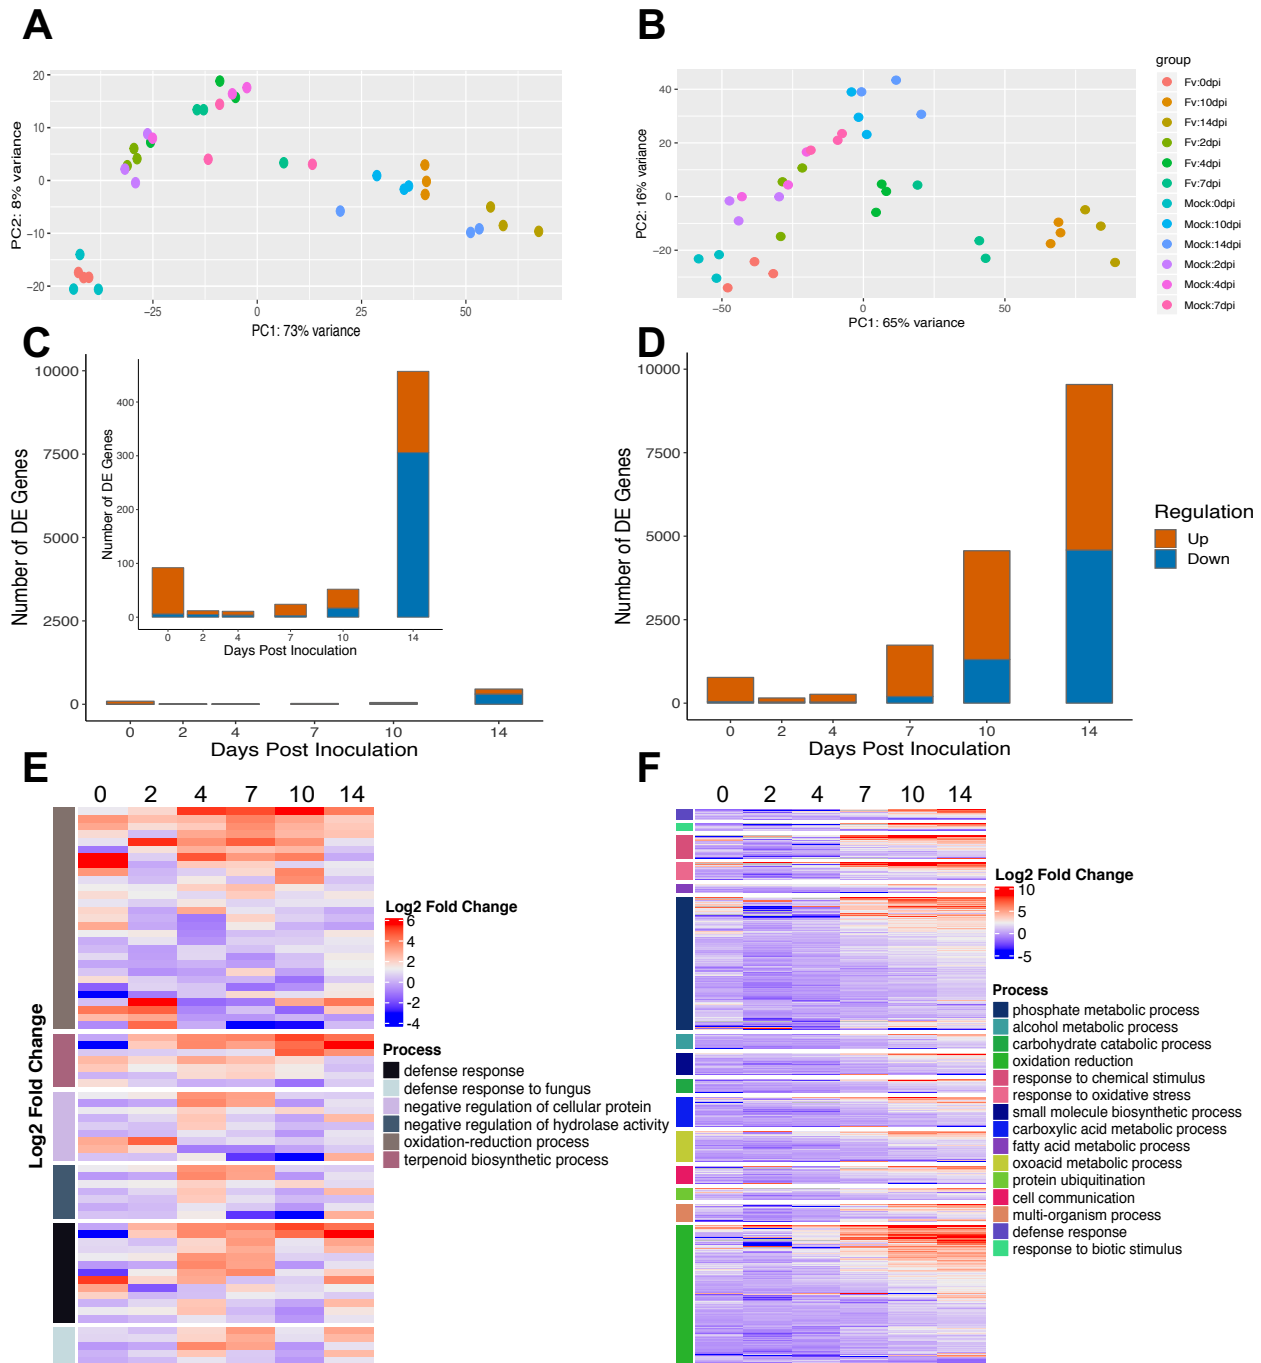 A
B
20
10
0
−10
−20
−25
0
25
50
PC2: 8% variance
PC1: 73% variance
40
20
0
−20
−50
0
50
PC2: 16% variance
PC1: 65% variance
group
Fv:0dpi
Fv:10dpi
Fv:14dpi
Fv:2dpi
Fv:4dpi
Fv:7dpi
Mock:0dpi
Mock:10dpi
Mock:14dpi
Mock:2dpi
Mock:4dpi
Mock:7dpi
C
D
10000
7500
5000
2500
0
Number of DE Genes
400
300
200
100
0
Number of DE Genes
0 2 4 7 10 14
Days Post Inoculation
0 2 4 7 10 14
Days Post Inoculation
10000
7500
5000
2500
0
Number of DE Genes
0 2 4 7 10 14
Days Post Inoculation
Regulation
Up
Down
E
F
0 2 4 7 10 14
Log2 Fold Change
Log2 Fold Change
6
4
2
0
-2
-4
Process
defense response
defense response to fungus
negative regulation of cellular protein
negative regulation of hydrolase activity
oxidation-reduction process
terpenoid biosynthetic process
0 2 4 7 10 14
Log2 Fold Change
10
5
0
-5
Process
phosphate metabolic process
alcohol metabolic process
carbohydrate catabolic process
oxidation reduction
response to chemical stimulus
response to oxidative stress
small molecule biosynthetic process
carboxylic acid metabolic process
fatty acid metabolic process
oxoacid metabolic process
protein ubiquitination
cell communication
multi-organism process
defense response
response to biotic stimulus